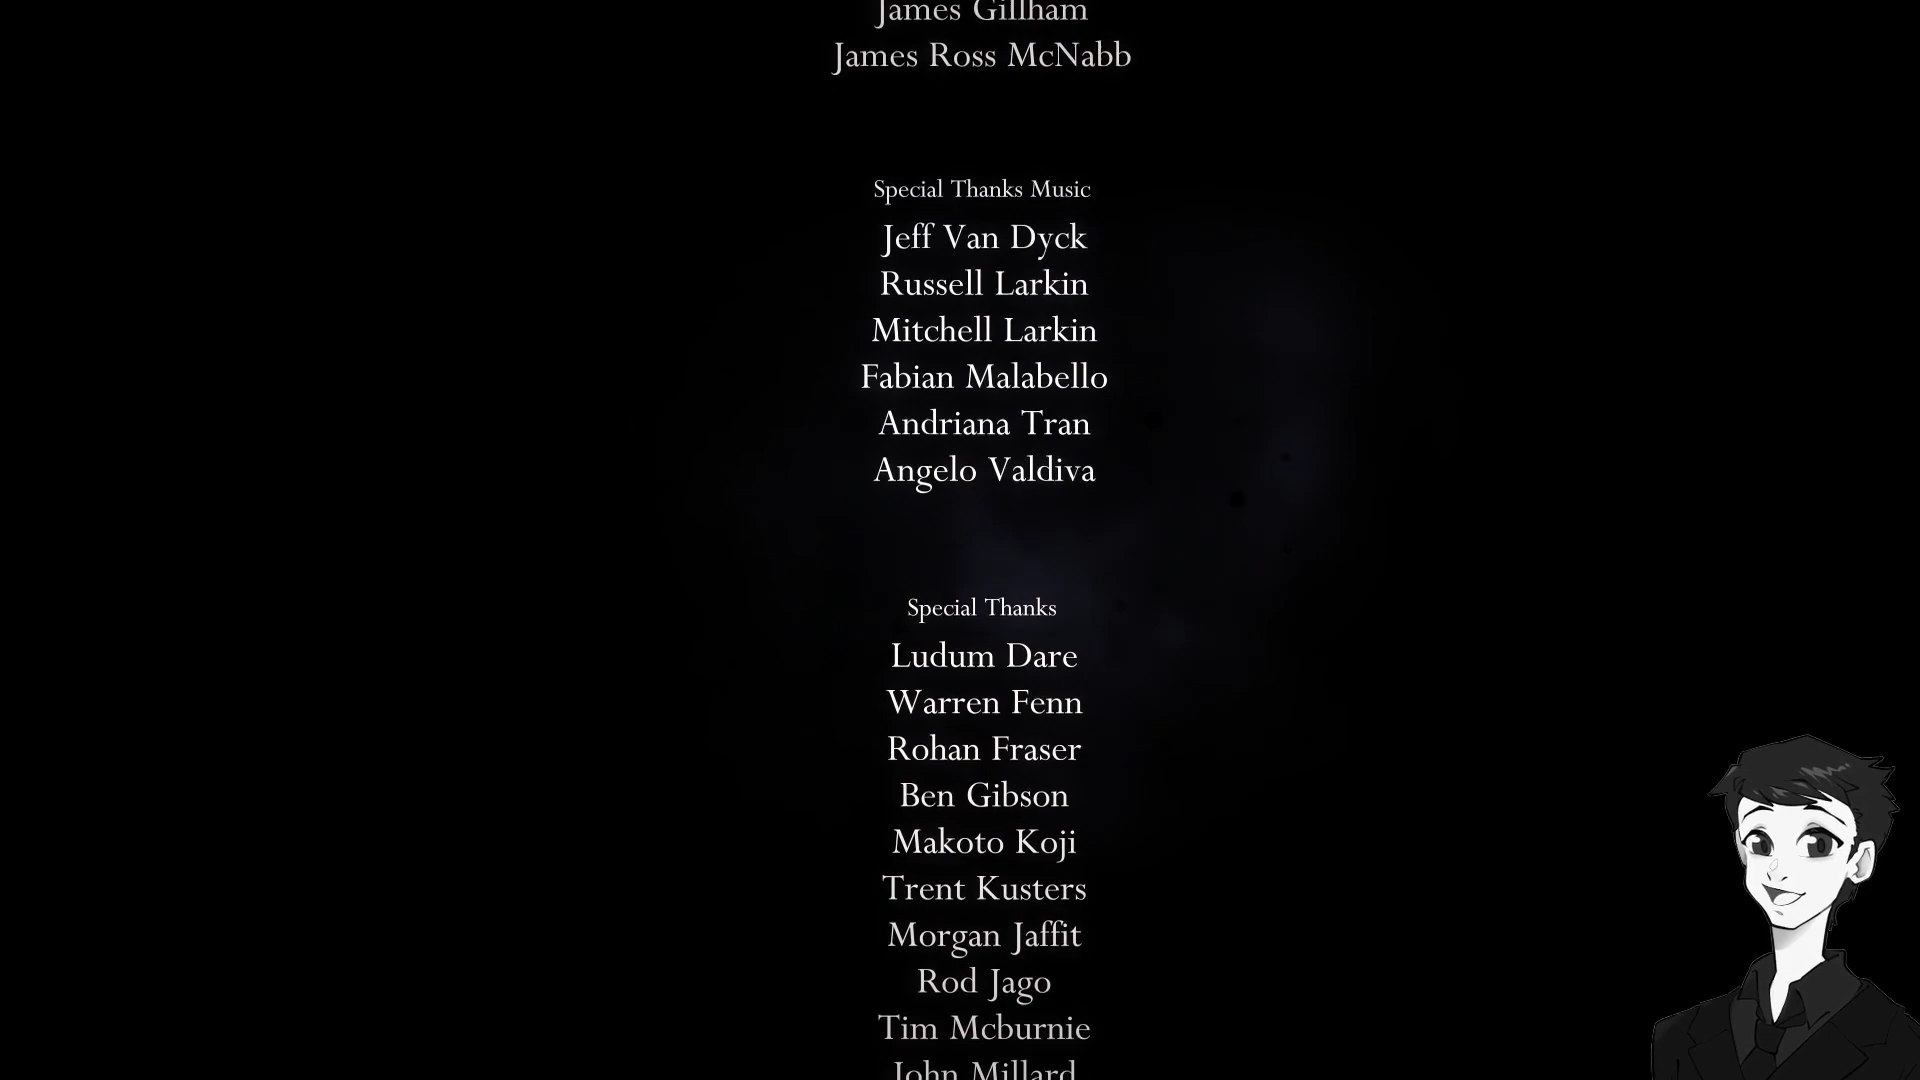 James Gillham
James Ross McNabb
Special Thanks Music
Jeff Van Dyck
Russell Larkin
Mitchell Larkin
Fabian Malabello
Andriana Tran
Angelo Valdiva
Special Thanks
Ludum Dare
Warren Fenn
Rohan Fraser
Ben Gibson
Makoto Koji
Trent Kusters
Morgan Jaffit
Rod Jago
Tim Mcburnie
John Millard